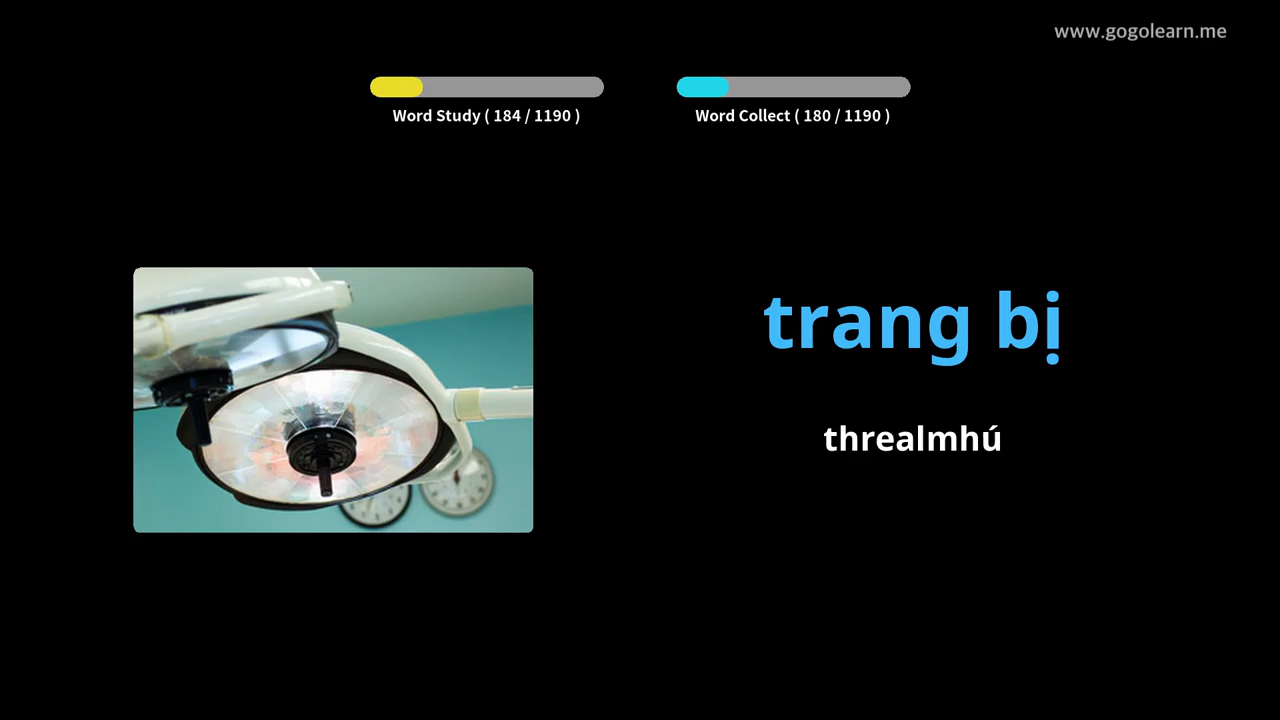 www.gogolearn.me
Word Study ( 184 / 1190 )
Word Collect ( 180 / 1190 )
trang bị
threalmhú